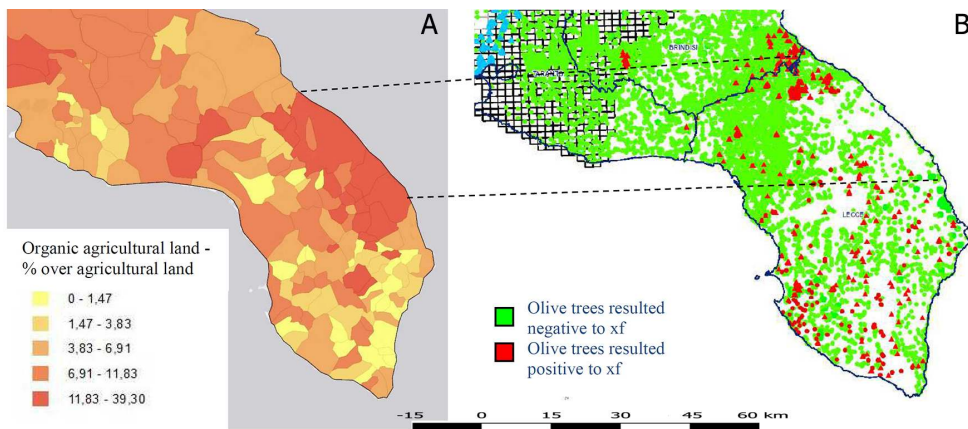 A
B
BRINDISI
TARANTO
LECCE
Organic agricultural land -
% over agricultural land
0 - 1,47
1,47 - 3,83
3,83 - 6,91
6,91 - 11,83
11,83 - 39,30
Olive trees resulted
negative to xf
Olive trees resulted
positive to xf
-15 0 15 30 45 60 km